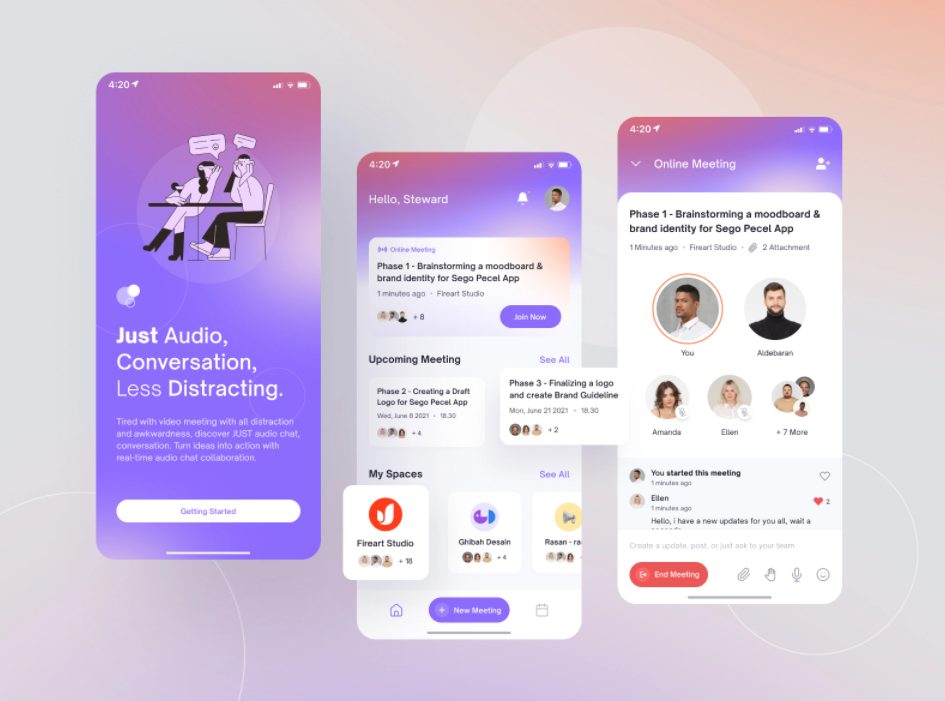 4:20
Just Audio,
Conversation,
Less Distracting.
Tired with video meeting with all distraction
and awkwardness, discover JUST audio chat,
conversation. Turn ideas into action with
real-time audio chat collaboration.
Getting Started
4:20
Hello, Steward
Online Meeting
Phase 1 - Brainstorming a moodboard &
brand identity for Sego Pecel App
1 minutes ago • Fireart Studio
+ 8
Join Now
Upcoming Meeting
See All
Phase 2 - Creating a Draft
Logo for Sego Pecel App
Wed, June 8 2021 • 18.30
+ 4
Phase 3 - Finalizing a logo
and create Brand Guideline
Mon, June 21 2021 • 18.30
+ 2
My Spaces
See All
Fireart Studio
+ 18
Ghibah Desain
+ 4
Rasan - ra
New Meeting
4:20
Online Meeting
Phase 1 - Brainstorming a moodboard &
brand identity for Sego Pecel App
1 Minutes ago • Fireart Studio • 2 Attachment
You
Aldebaran
Amanda
Ellen
+ 7 More
You started this meeting
1 minutes ago
Ellen
1 minutes ago
2
Hello, i have a new updates for you all, wait a
Create a update, post, or just ask to your team
End Meeting